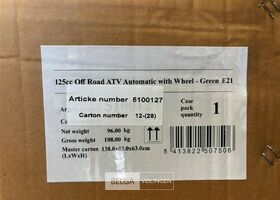 125cc Off Road ATV Automatic with Wheel - Green E21
Articke number 5100127
Carton number 12-(28)
Case
pack
quantity
1
Net weight 96.00 kg
Gross weight 108.00 kg
Master carton 138.0x83.0x63.0cm
(LxWxH)
5 413822 507506
BELGA VEILINGEN